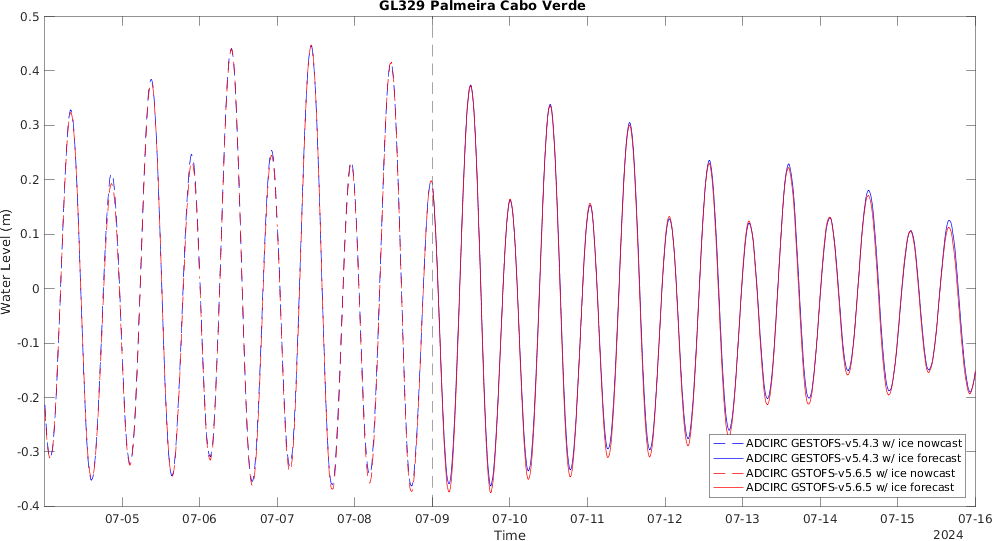 GL329 Palmeira Cabo Verde
0.5
0.4
0.3
0.2
0.1
0
-0.1
-0.2
-0.3
-0.4
Water Level (m)
ADCIRC GESTOFS-v5.4.3 w/ ice nowcast
ADCIRC GESTOFS-v5.4.3 w/ ice forecast
ADCIRC GSTOFS-v5.6.5 w/ ice nowcast
ADCIRC GSTOFS-v5.6.5 w/ ice forecast
07-05 07-06 07-07 07-08 07-09 07-10 07-11 07-12 07-13 07-14 07-15 07-16
Time
2024